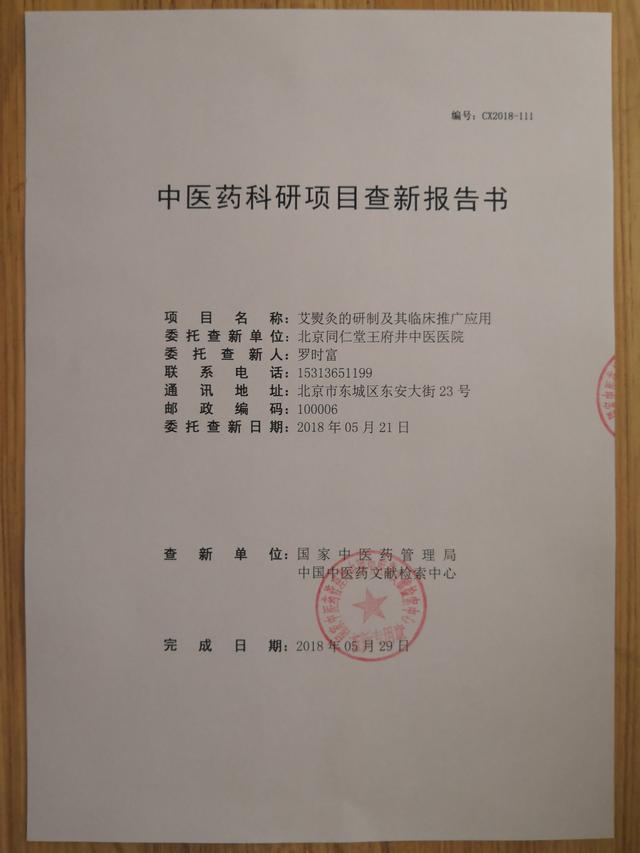 编号：CX2018-111
中医药科研项目查新报告书
项目名称：艾熨灸的研制及其临床推广应用
委托查新单位：北京同仁堂王府井中医医院
委托查新人：罗时富
联系电话：15313651199
通讯地址：北京市东城区东安大街23号
邮政编码：100006
委托查新日期：2018年05月21日
查新单位：国家中医药管理局
中国中医药文献检索中心
完成日期：2018年05月29日